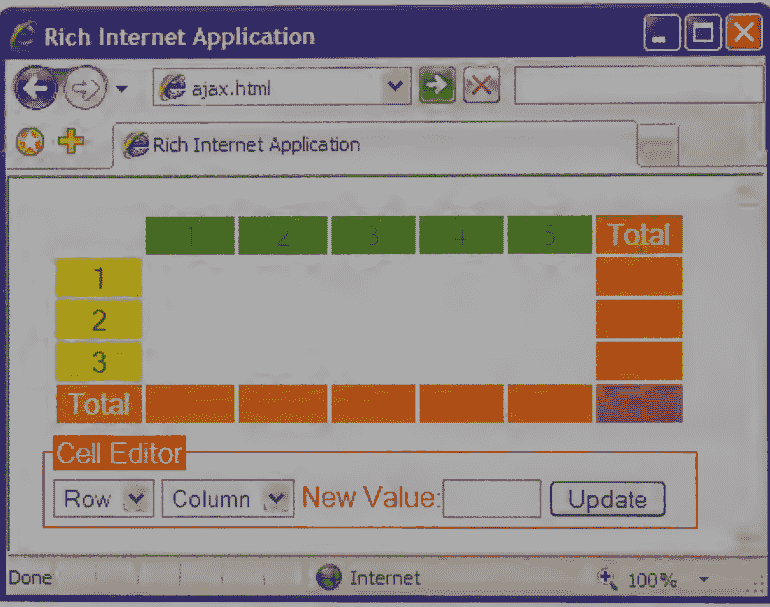 Rich Internet Application
ajax.html
Rich Internet Application
1 2 3 4 5 Total
1
2
3
Total
Cell Editor
Row Column New Value: Update
Done Internet 100%